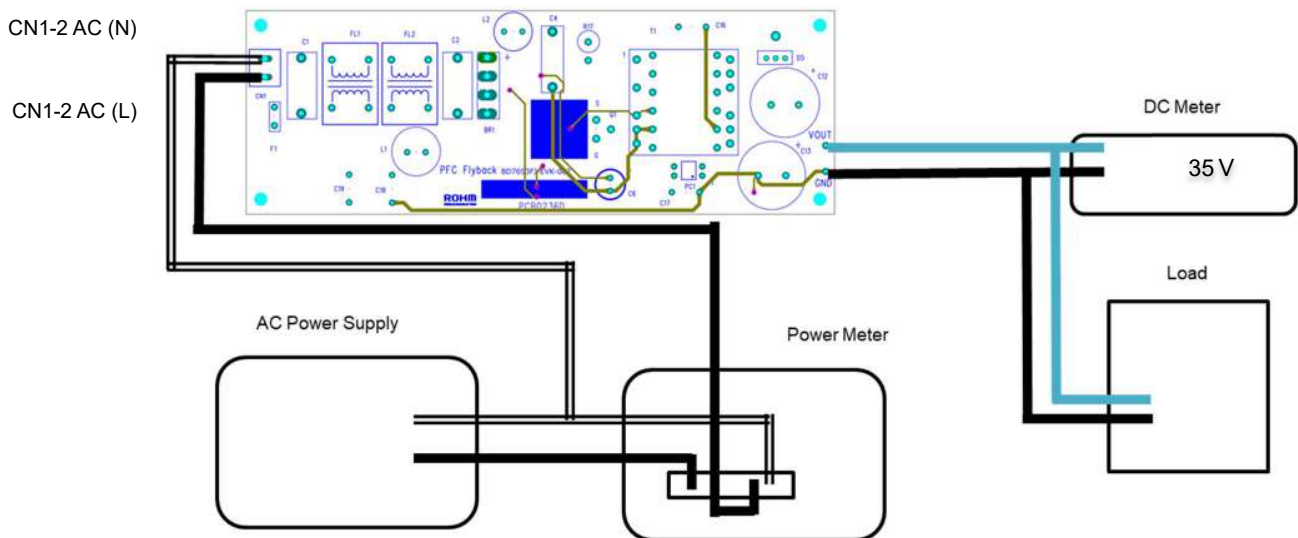 CN1-2 AC (N)
CN1-2 AC (L)
L2
C4
R17
T1
C16
C1
FL1
FL2
C2
+
1
D5
+
C12
CN1
S
Q1
G
F1
BR1
L1
+
C13
VOUT
GND
PFC Flyback
C19
C18
ROHM
PCB0236D
C6
PC1
C17
DC Meter
35 V
Load
AC Power Supply
Power Meter